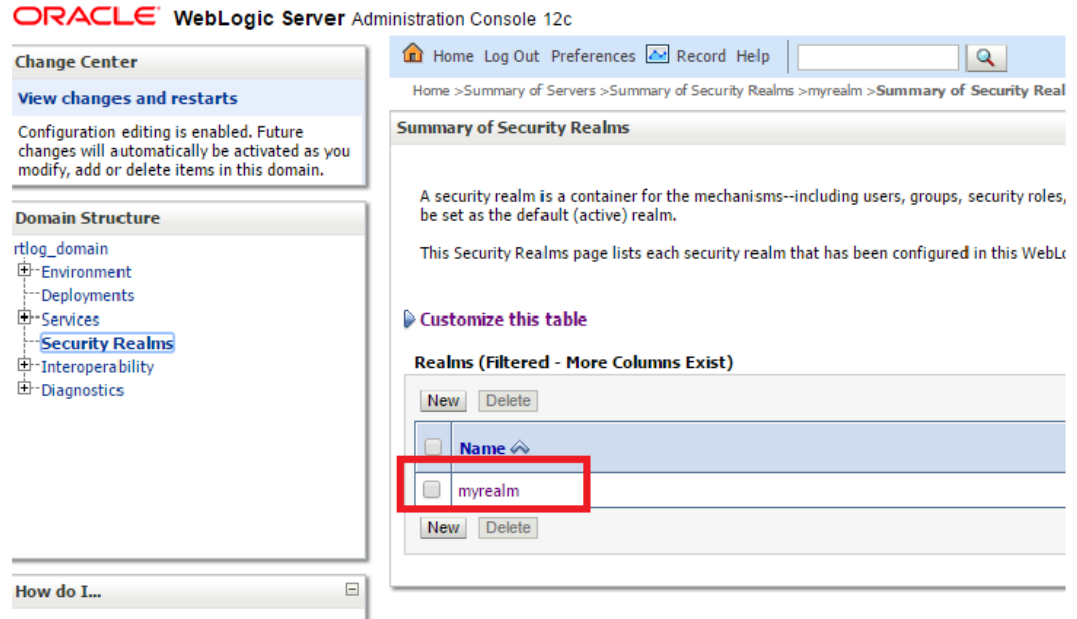 ORACLE WebLogic Server Administration Console 12c
Change Center
View changes and restarts
Configuration editing is enabled. Future
changes will automatically be activated as you
modify, add or delete items in this domain.
Domain Structure
rtlog_domain
Environment
Deployments
Services
Security Realms
Interoperability
Diagnostics
How do I...
Home Log Out Preferences Record Help
Home >Summary of Servers >Summary of Security Realms >myrealm >Summary of Security Real
Summary of Security Realms
A security realm is a container for the mechanisms--including users, groups, security roles,
be set as the default (active) realm.
This Security Realms page lists each security realm that has been configured in this WebLo
Customize this table
Realms (Filtered - More Columns Exist)
New Delete
Name
myrealm
New Delete